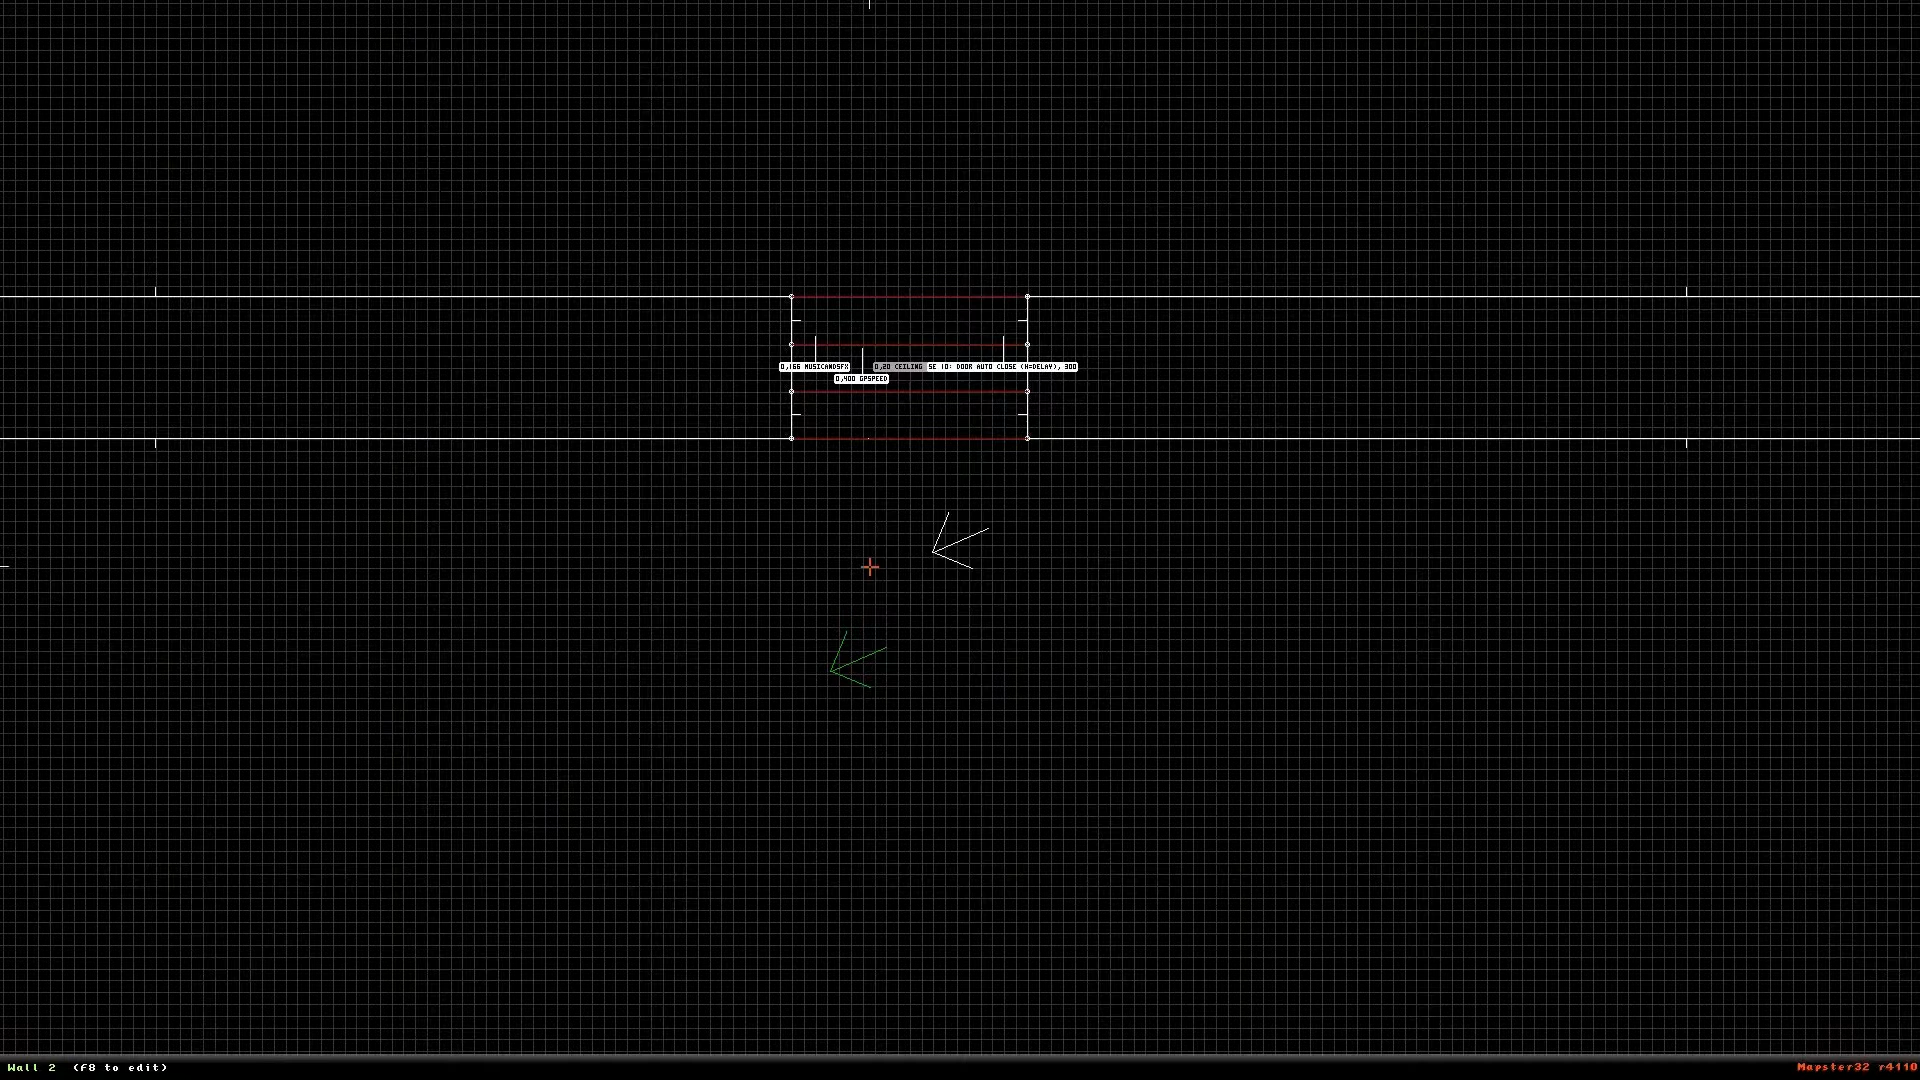 0,166 MUSICANDSFX
0,20 CEILING
SE 10: DOOR AUTO CLOSE (H=DELAY), 300
0,400 GPSPEED
Wall 2 (F8 to edit)
Mapster32 r4110